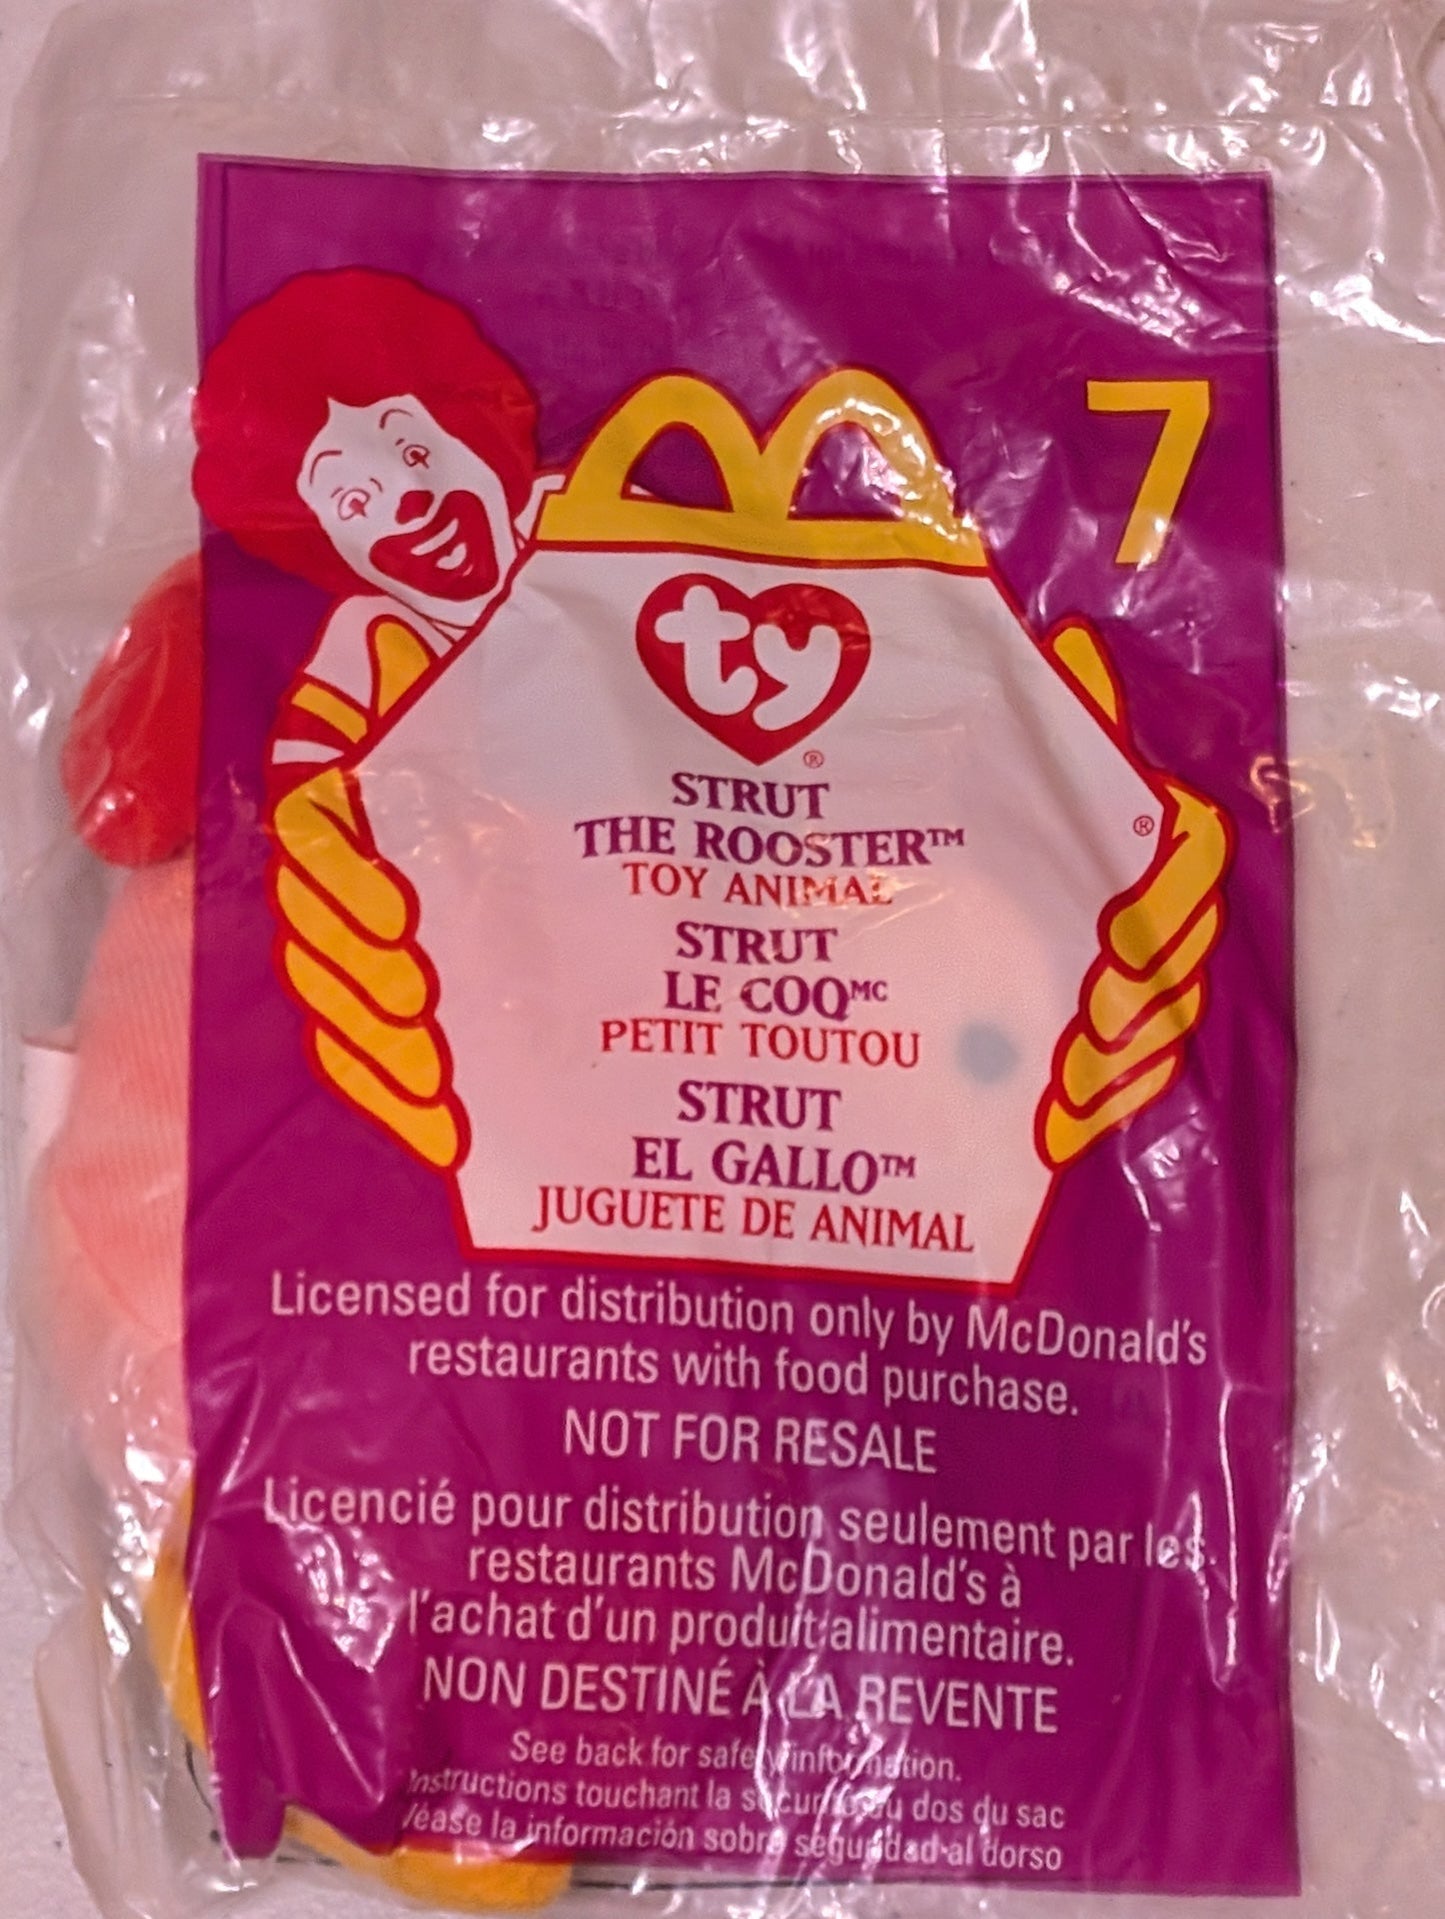 7
ty
®
STRUT
THE ROOSTER™
®
TOY ANIMAL
STRUT
LE COQMC
PETIT TOUTOU
STRUT
EL GALLO™
JUGUETE DE ANIMAL
Licensed for distribution only by McDonald's
restaurants with food purchase.
NOT FOR RESALE
Licencié pour distribution seulement par les
restaurants McDonald's à
l'achat d'un produit alimentaire.
NON DESTINÉ À LA REVENTE
See back for safety information.
Instructions touchant la sécurité au dos du sac
Véase la información sobre seguridad al dorso